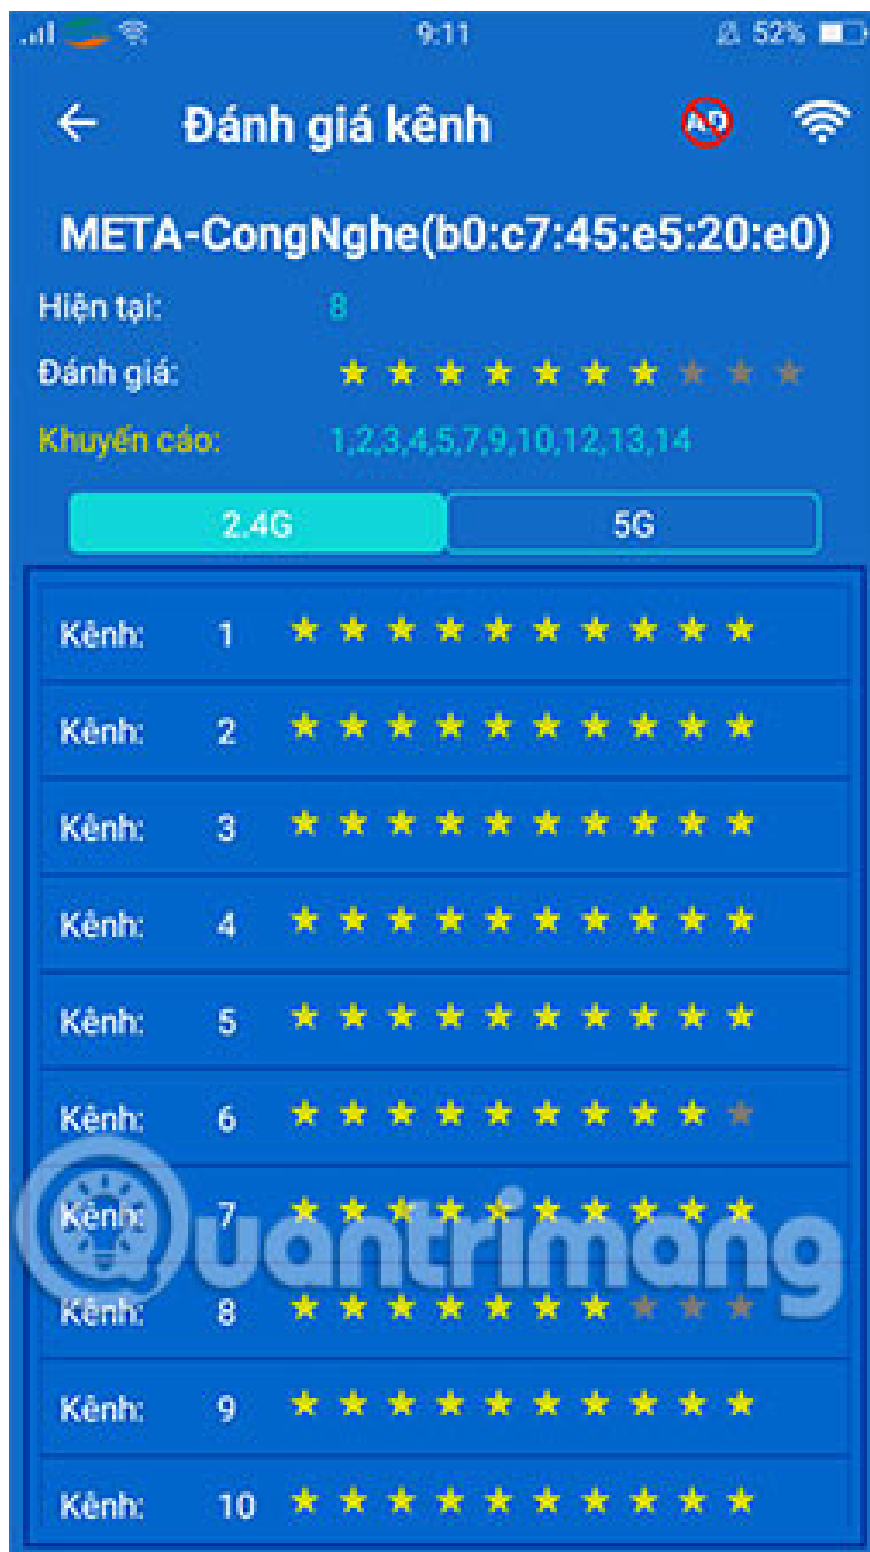 9:11 52%
Đánh giá kênh AD
META-CongNghe(b0:c7:45:e5:20:e0)
Hiện tại: 8
Đánh giá:
Khuyến cáo: 1,2,3,4,5,7,9,10,12,13,14
2.4G 5G
Kênh: 1
Kênh: 2
Kênh: 3
Kênh: 4
Kênh: 5
Kênh: 6
Kênh: 7
Quantrimang
Kênh: 8
Kênh: 9
Kênh: 10